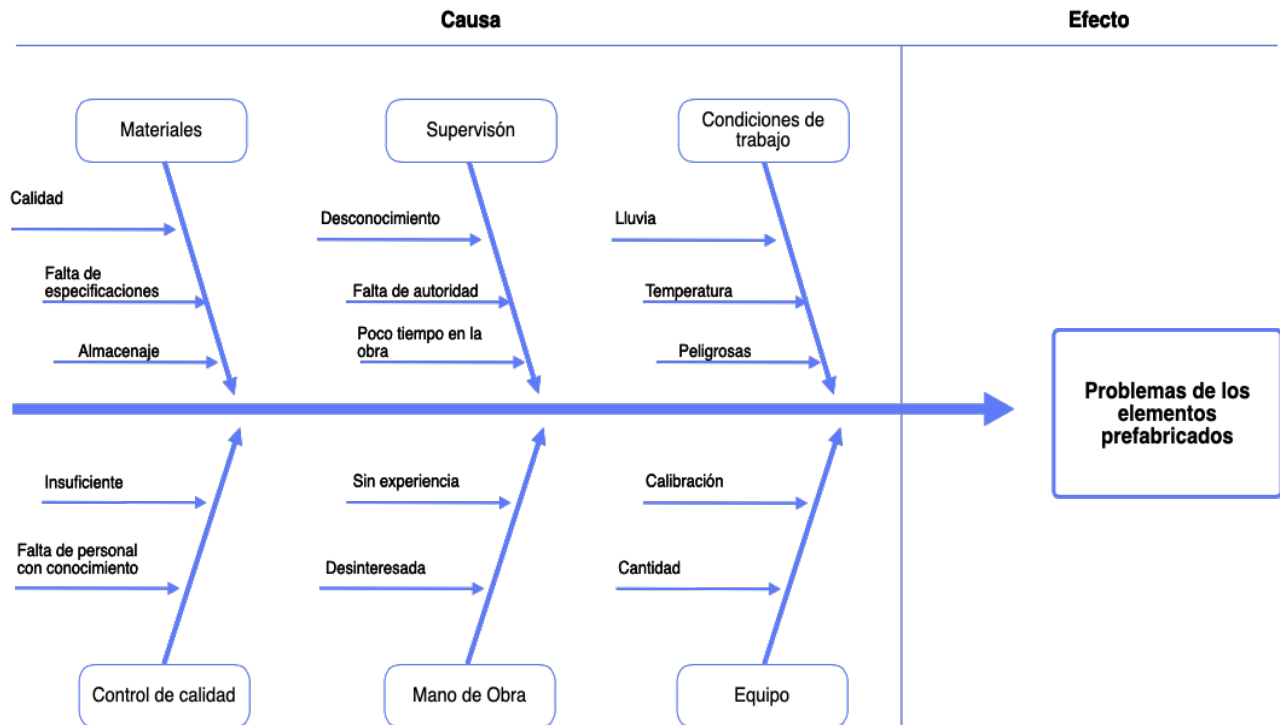 Causa
Efecto
Materiales
Supervisón
Condiciones de
trabajo
Calidad
Desconocimiento
Lluvia
Falta de
especificaciones
Falta de autoridad
Temperatura
Almacenaje
Poco tiempo en la
obra
Peligrosas
Problemas de los
elementos
prefabricados
Insuficiente
Sin experiencia
Calibración
Falta de personal
con conocimiento
Desinteresada
Cantidad
Control de calidad
Mano de Obra
Equipo